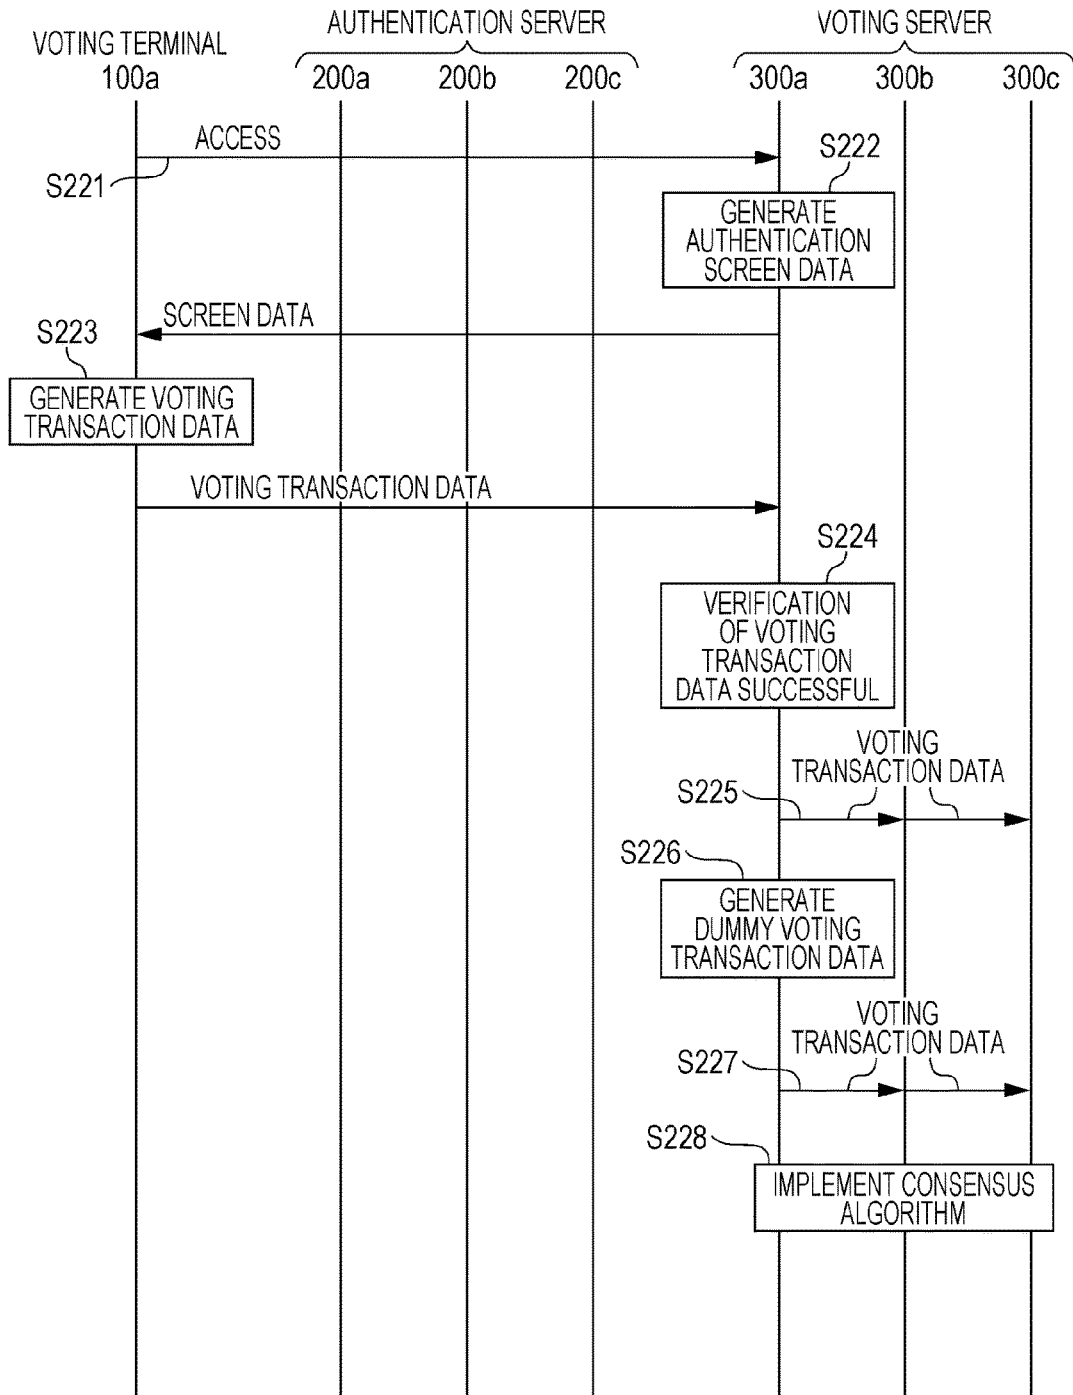 AUTHENTICATION SERVER
VOTING SERVER
VOTING TERMINAL
100a
200a
200b
200c
300a
300b
300c
ACCESS
S221
S222
GENERATE
AUTHENTICATION
SCREEN DATA
SCREEN DATA
S223
GENERATE VOTING
TRANSACTION DATA
VOTING TRANSACTION DATA
S224
VERIFICATION
OF VOTING
TRANSACTION
DATA SUCCESSFUL
VOTING
TRANSACTION DATA
S225
S226
GENERATE
DUMMY VOTING
TRANSACTION DATA
VOTING
TRANSACTION DATA
S227
S228
IMPLEMENT CONSENSUS
ALGORITHM